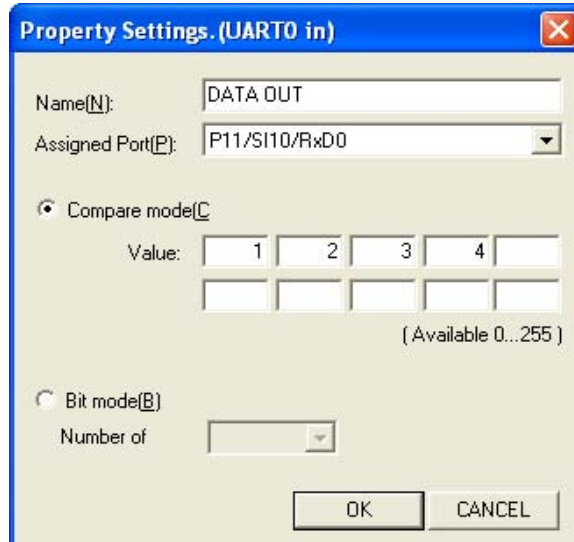 Property Settings.(UART0 in)
Name(N): DATA OUT
Assigned Port(P): P11/SI10/RxD0
Compare mode(C
Value: 1 2 3 4
( Available 0...255 )
Bit mode(B)
Number of
OK CANCEL